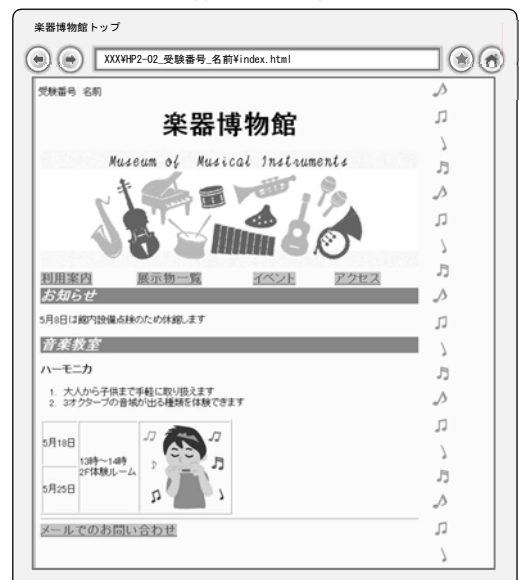 楽器博物館トップ
XXX¥HP2-02_受験番号_名前¥index.html
受験番号 名前
楽器博物館
Museum of Musical Instruments
利用案内 展示物一覧 イベント アクセス
お知らせ
5月8日は館内設備点検のため休館します
音楽教室
ハーモニカ
1. 大人から子供まで手軽に取り扱えます
2. 3オクターブの音域が出る種類を体験できます
5月18日
13時～14時
2F体験ルーム
5月25日
メールでのお問い合わせ